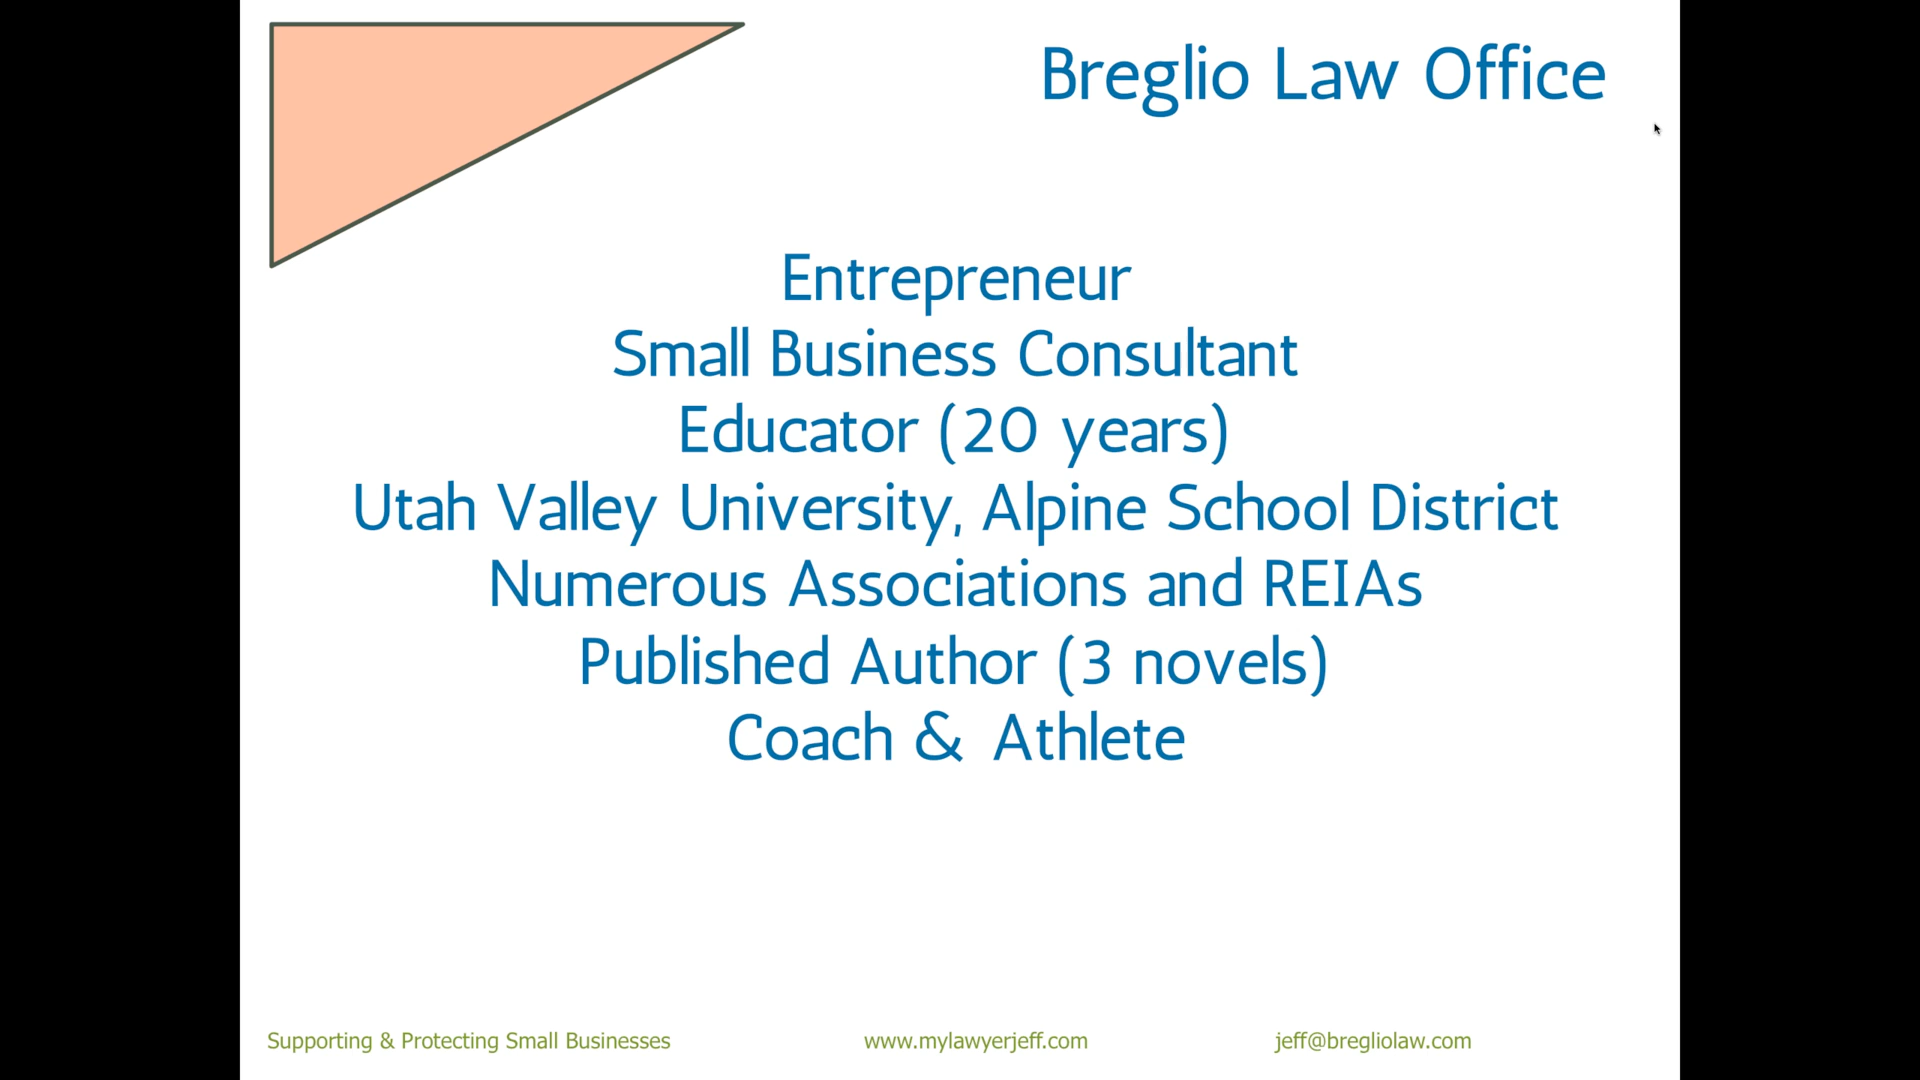 Breglio Law Office
Entrepreneur
Small Business Consultant
Educator (20 years)
Utah Valley University, Alpine School District
Numerous Associations and REIAs
Published Author (3 novels)
Coach & Athlete
Supporting & Protecting Small Businesses www.mylawyerjeff.com jeff@bregliolaw.com